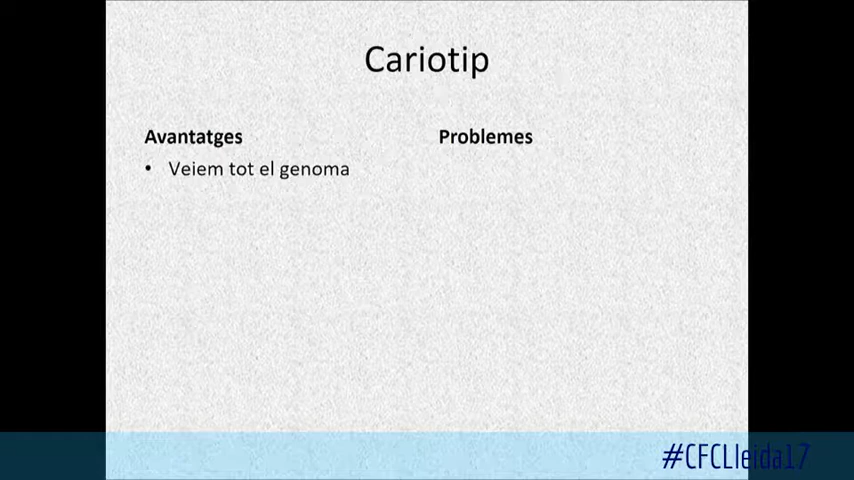 Cariotip
Avantatges
• Veiem tot el genoma
Problemes
#CFCLleida17